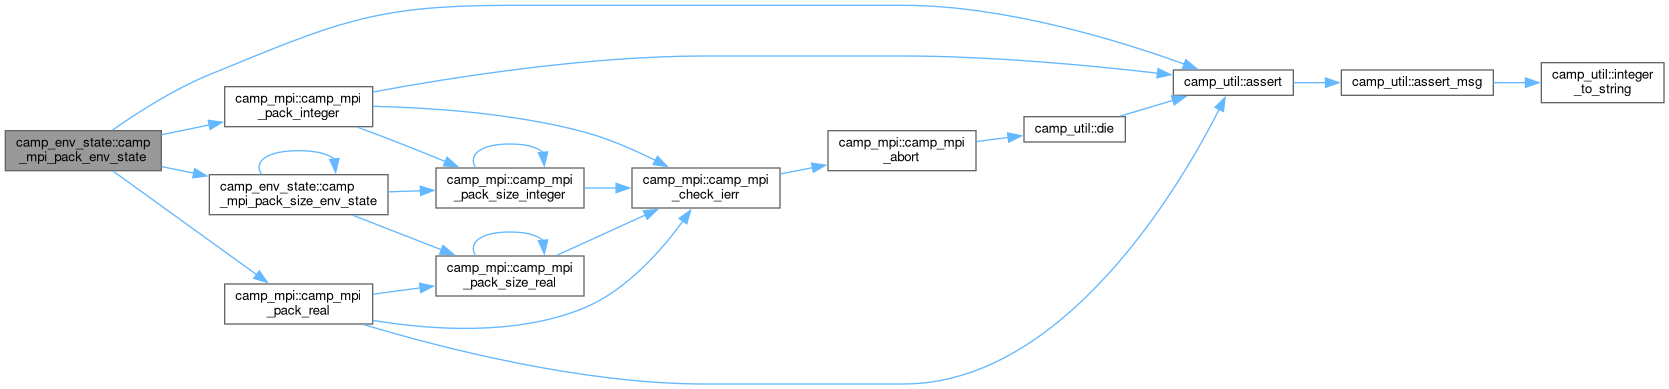 camp_env_state::camp
_mpi_pack_env_state
camp_mpi::camp_mpi
_pack_integer
camp_env_state::camp
_mpi_pack_size_env_state
camp_mpi::camp_mpi
_pack_real
camp_mpi::camp_mpi
_pack_size_integer
camp_mpi::camp_mpi
_pack_size_real
camp_mpi::camp_mpi
_check_ierr
camp_mpi::camp_mpi
_abort
camp_util::die
camp_util::assert
camp_util::assert_msg
camp_util::integer
_to_string